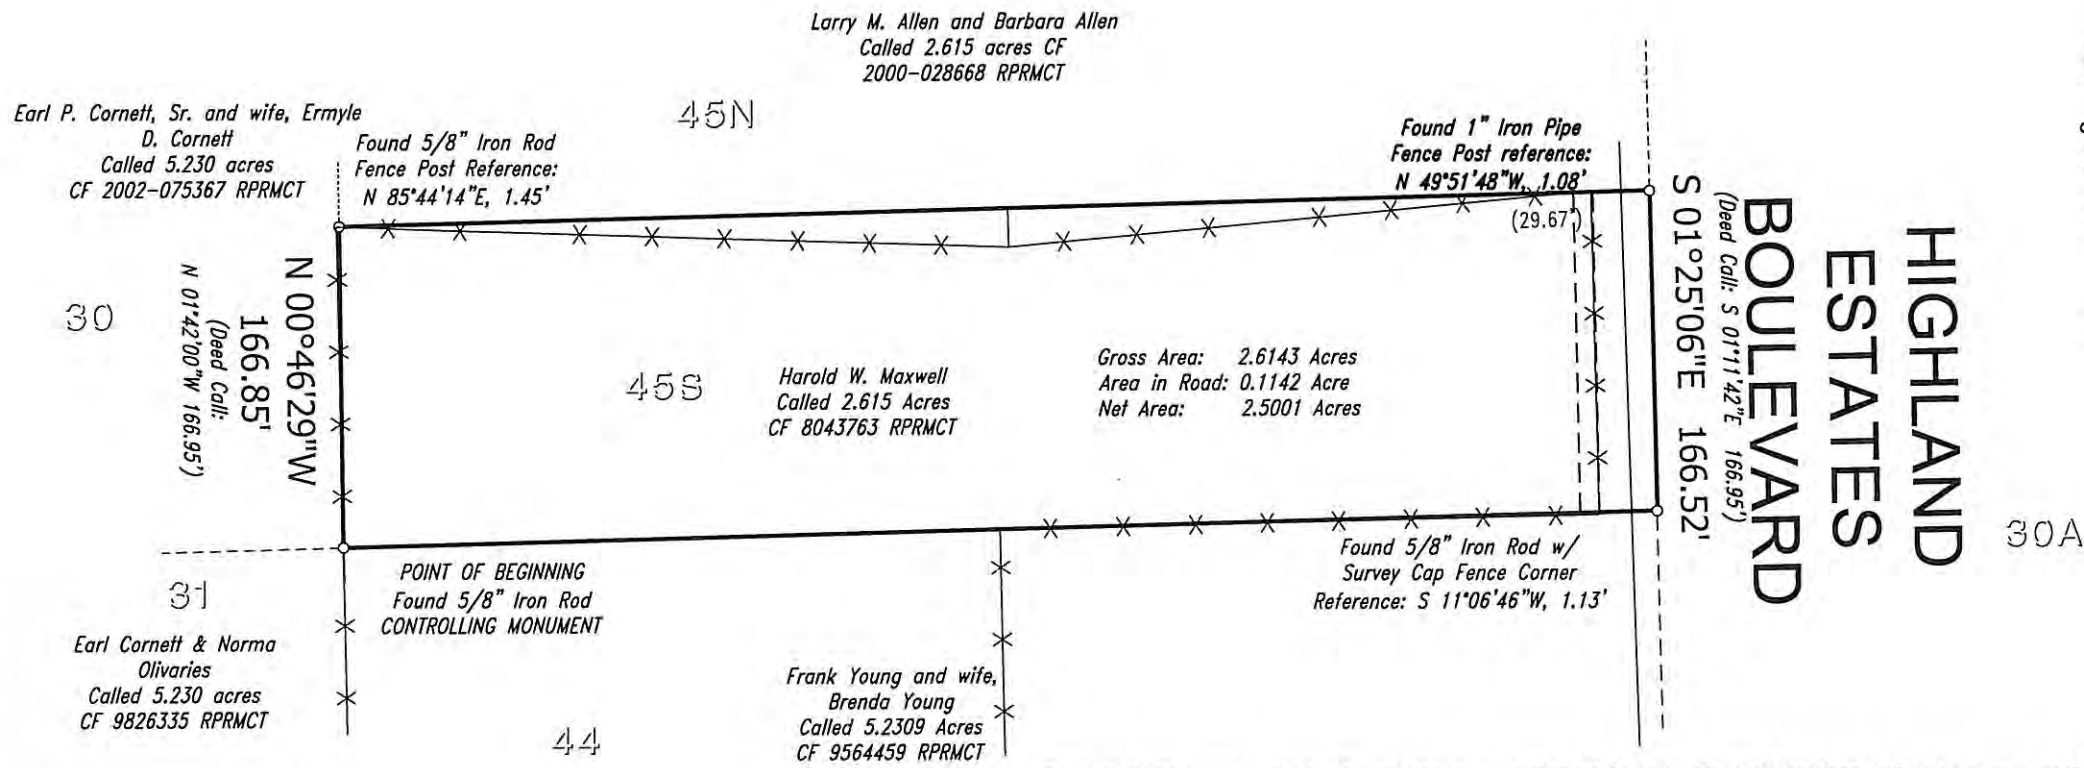 Larry M. Allen and Barbara Allen
Called 2.615 acres CF
2000-028668 RPRMCT
45N
Earl P. Cornett, Sr. and wife, Ermyle
D. Cornett
Called 5.230 acres
CF 2002-075367 RPRMCT
Found 5/8" Iron Rod
Fence Post Reference:
N 85°44'14"E, 1.45'
Found 1" Iron Pipe
Fence Post reference:
N 49°51'48"W, 1.08'
(29.67')
30
N 00°46'29"W
166.85'
(Deed Call:
N 01°42'00"W 166.95')
45S
Harold W. Maxwell
Called 2.615 Acres
CF 8043763 RPRMCT
Gross Area: 2.6143 Acres
Area in Road: 0.1142 Acre
Net Area: 2.5001 Acres
S 01°25'06"E 166.52'
(Deed Call: S 01°11'42"E 166.95')
HIGHLAND
ESTATES
BOULEVARD
30A
31
Earl Cornett & Norma
Olivaries
Called 5.230 acres
CF 9826335 RPRMCT
POINT OF BEGINNING
Found 5/8" Iron Rod
CONTROLLING MONUMENT
44
Frank Young and wife,
Brenda Young
Called 5.2309 Acres
CF 9564459 RPRMCT
Found 5/8" Iron Rod w/
Survey Cap Fence Corner
Reference: S 11°06'46"W, 1.13'